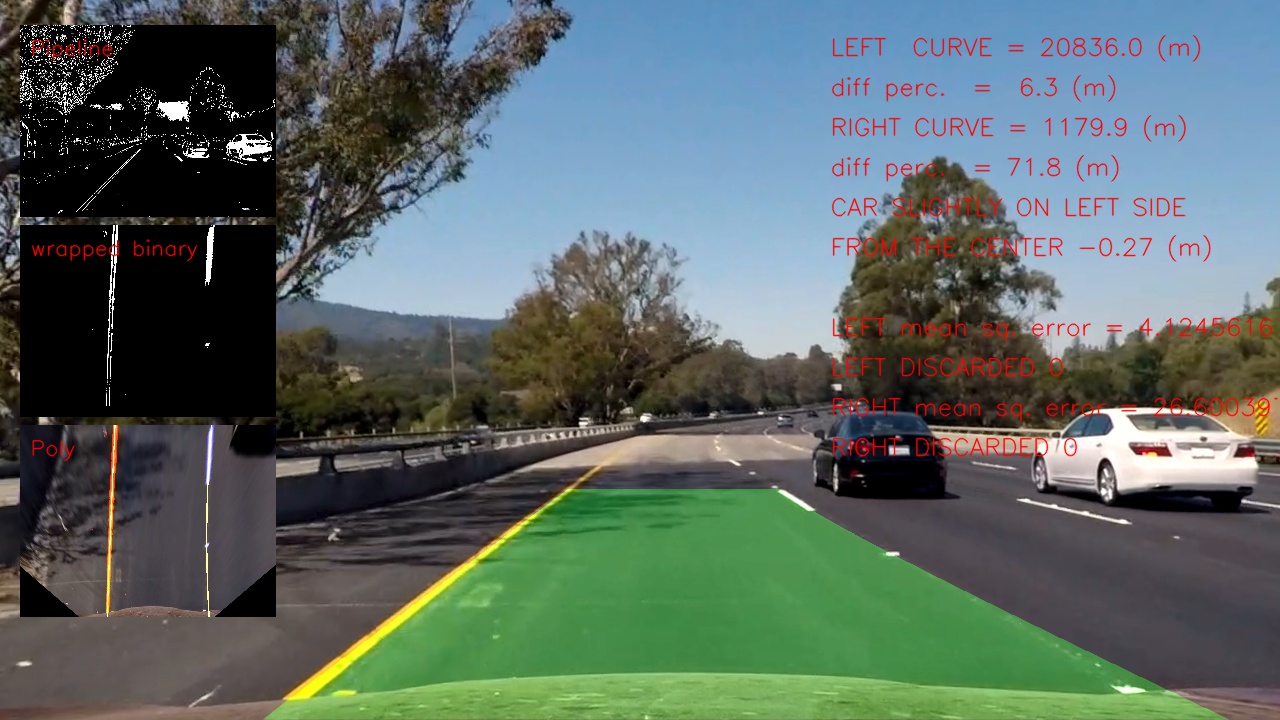 Pipeline
wrapped binary
Poly
LEFT CURVE = 20836.0 (m)
diff perc. = 6.3 (m)
RIGHT CURVE = 1179.9 (m)
diff perc. = 71.8 (m)
CAR SLIGHTLY ON LEFT SIDE
FROM THE CENTER -0.27 (m)
LEFT mean sq. error = 4.1245616
LEFT DISCARDED 0
RIGHT mean sq. error = 26.60039
RIGHT DISCARDED 0